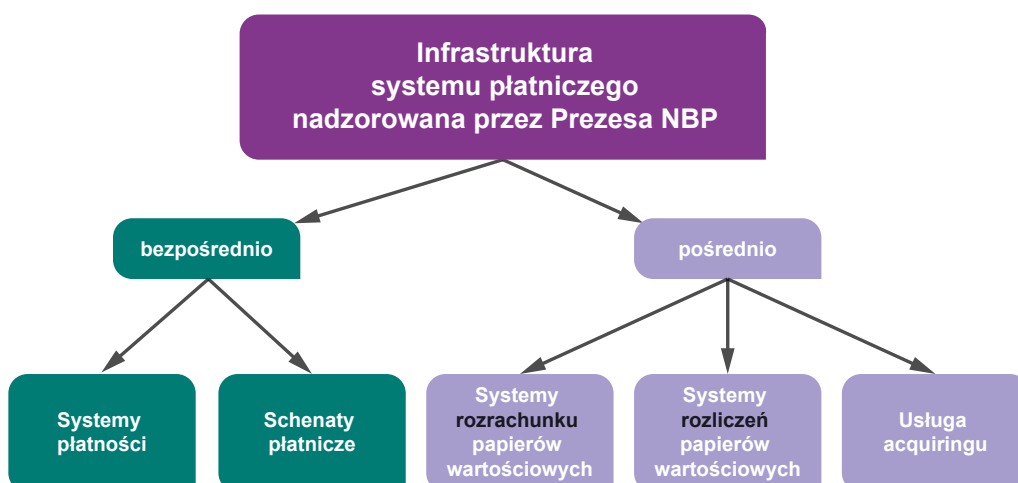 Infrastruktura
systemu płatniczego
nadzorowana przez Prezesa NBP
bezpośrednio
pośrednio
Systemy
płatności
Schenaty
płatnicze
Systemy
rozrachunku
papierów
wartościowych
Systemy
rozliczeń
papierów
wartościowych
Usługa
acquiringu